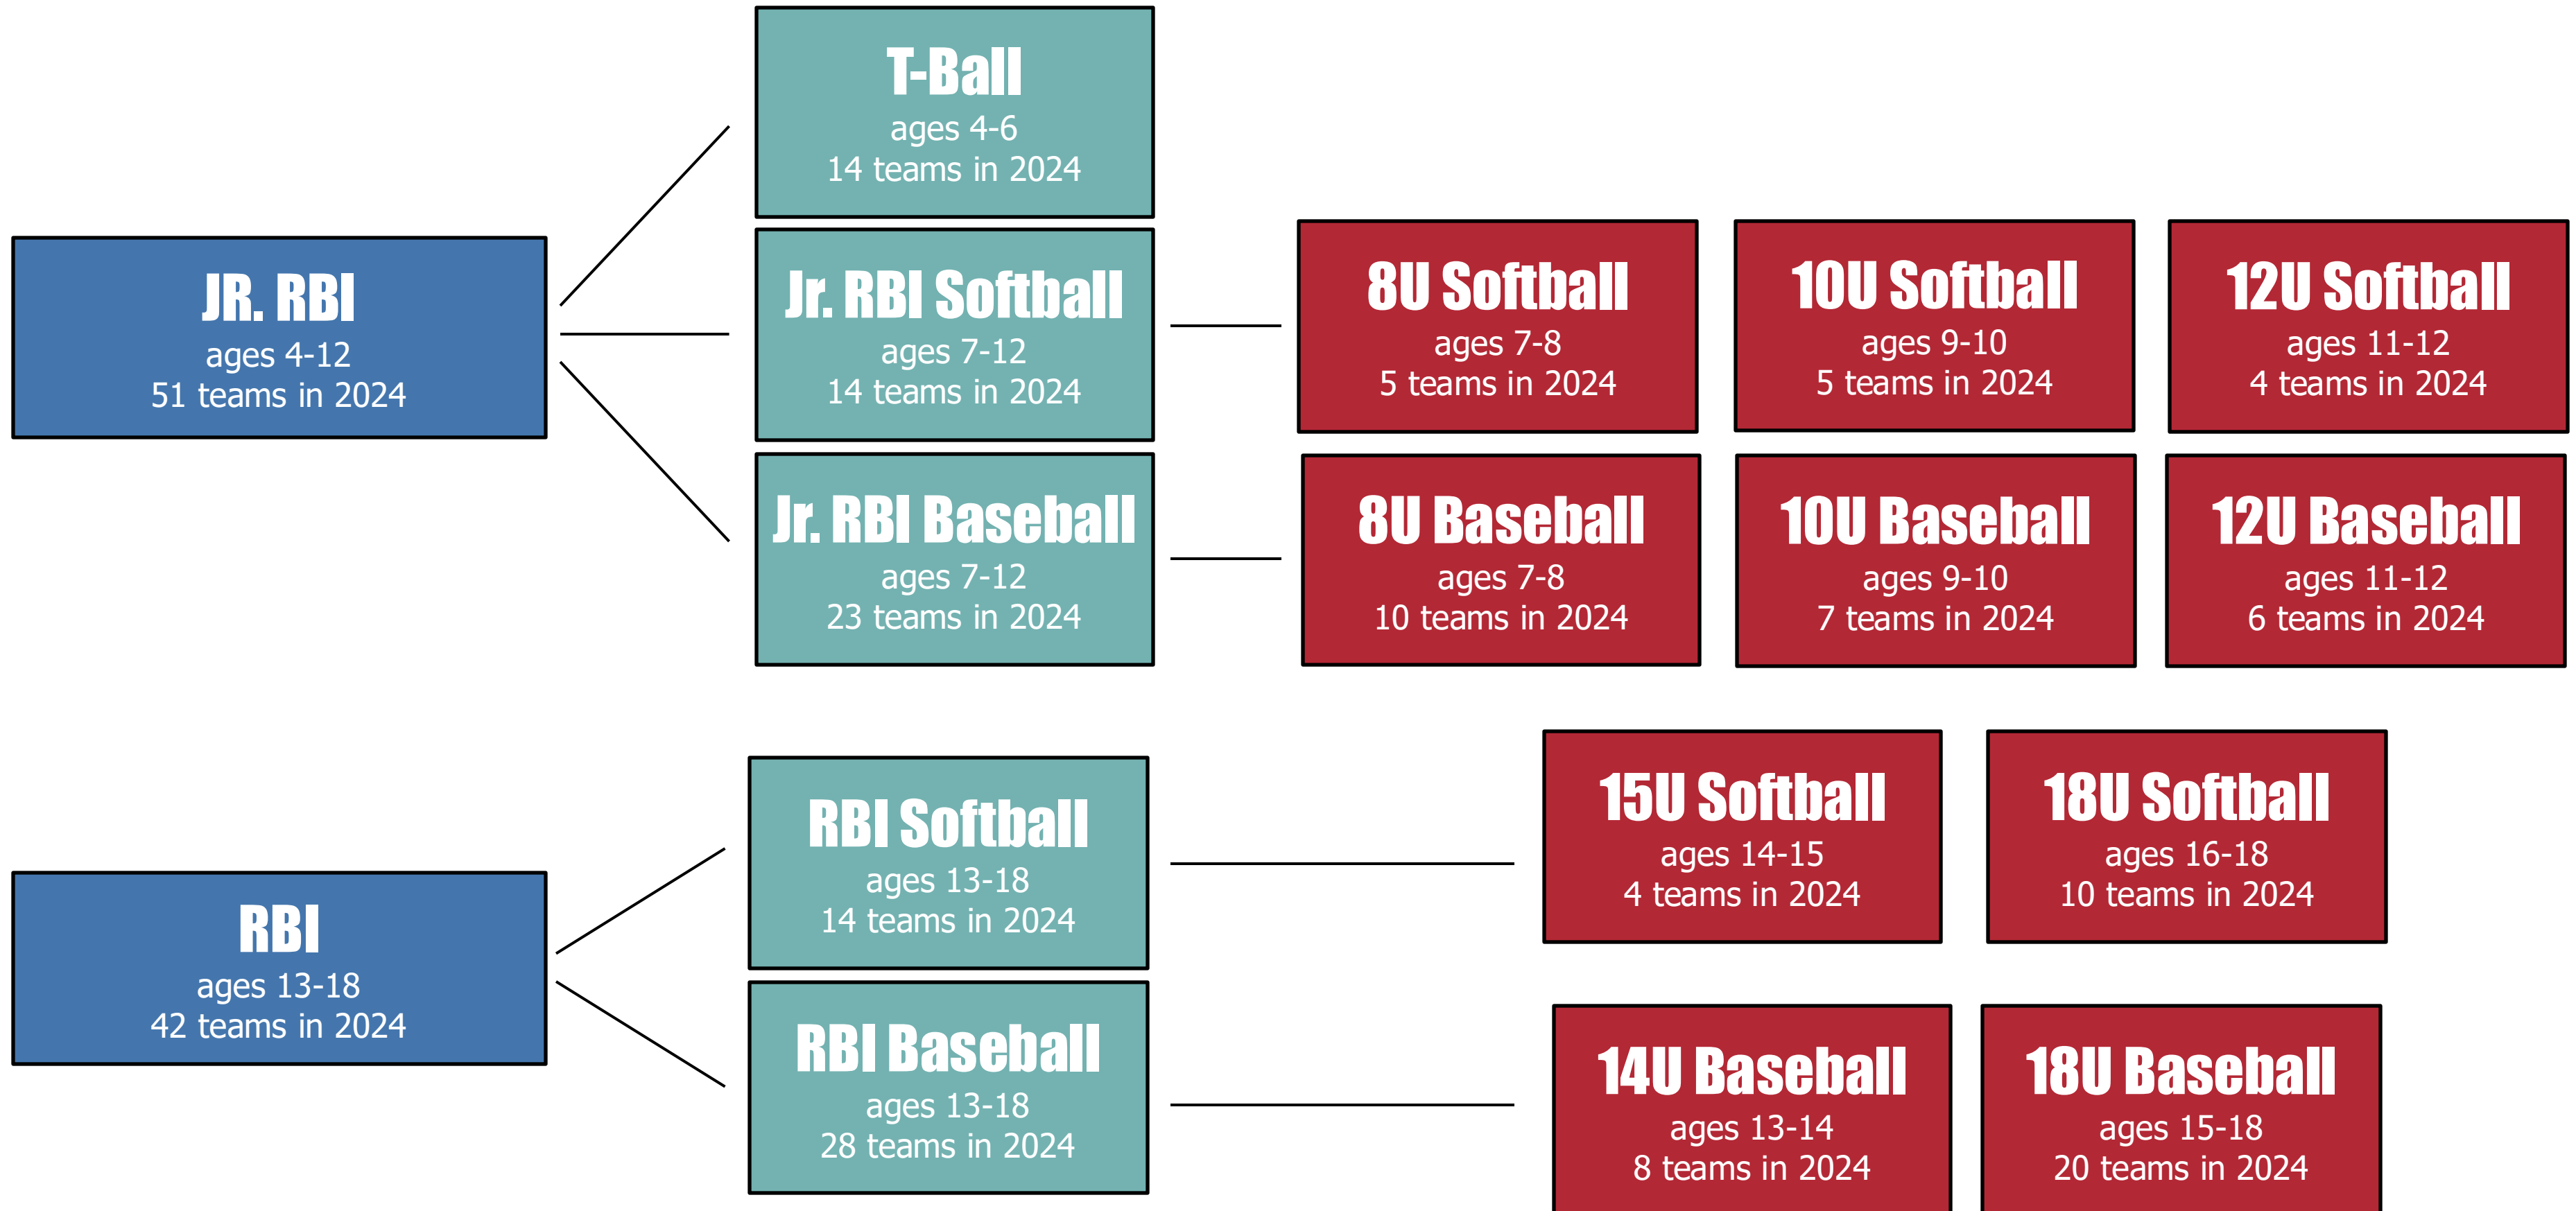 T-Ball
ages 4-6
14 teams in 2024
JR. RBI
ages 4-12
51 teams in 2024
Jr. RBI Softball
ages 7-12
14 teams in 2024
8U Softball
ages 7-8
5 teams in 2024
10U Softball
ages 9-10
5 teams in 2024
12U Softball
ages 11-12
4 teams in 2024
Jr. RBI Baseball
ages 7-12
23 teams in 2024
8U Baseball
ages 7-8
10 teams in 2024
10U Baseball
ages 9-10
7 teams in 2024
12U Baseball
ages 11-12
6 teams in 2024
RBI
ages 13-18
42 teams in 2024
RBI Softball
ages 13-18
14 teams in 2024
15U Softball
ages 14-15
4 teams in 2024
18U Softball
ages 16-18
10 teams in 2024
RBI Baseball
ages 13-18
28 teams in 2024
14U Baseball
ages 13-14
8 teams in 2024
18U Baseball
ages 15-18
20 teams in 2024